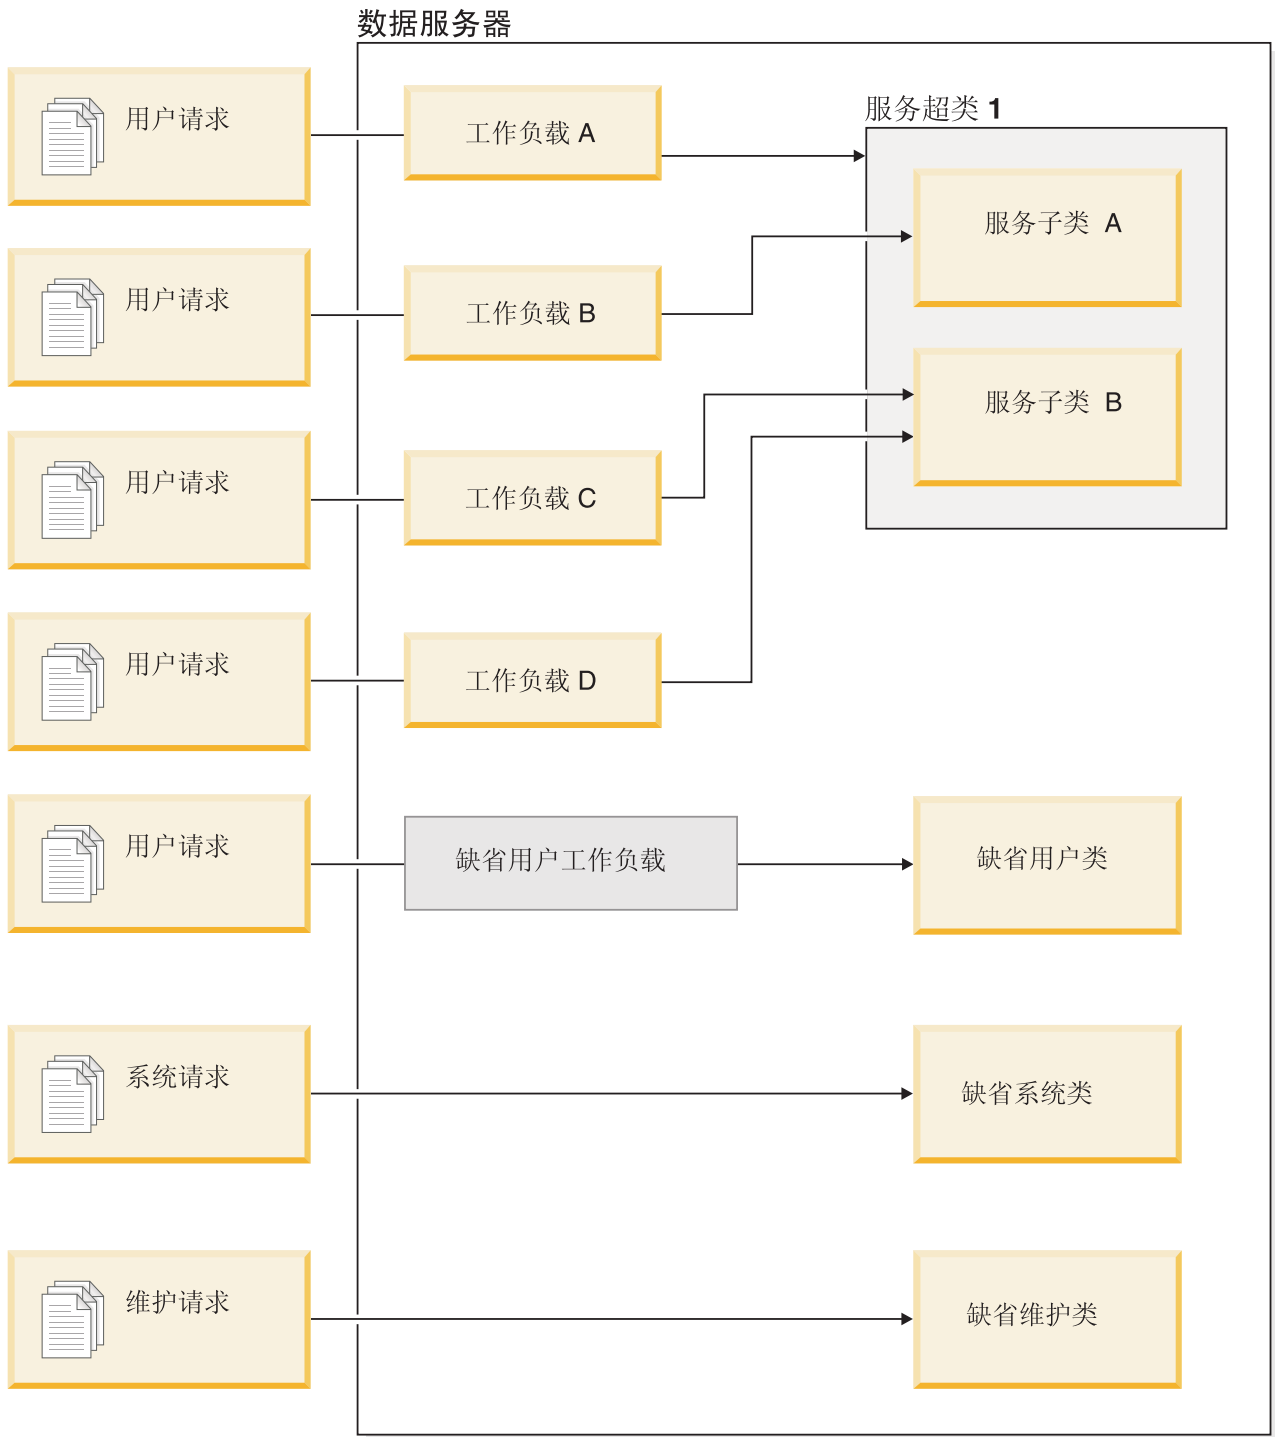 数据服务器
用户请求
工作负载 A
服务超类 1
服务子类 A
用户请求
工作负载 B
服务子类 B
用户请求
工作负载 C
用户请求
工作负载 D
用户请求
缺省用户工作负载
缺省用户类
系统请求
缺省系统类
维护请求
缺省维护类